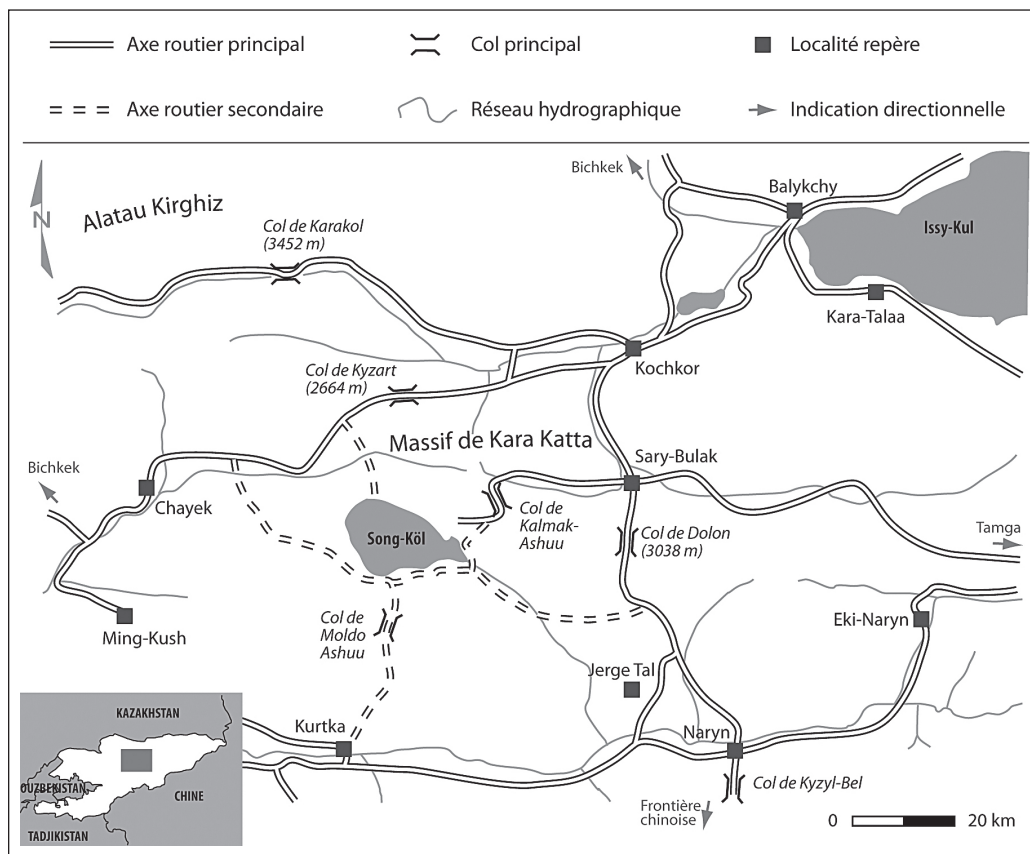 Axe routier principal
Col principal
Localité repère
Axe routier secondaire
Réseau hydrographique
Indication directionnelle
N
Alatau Kirghiz
Bichkek
Balykchy
Issy-Kul
Col de Karakol
(3452 m)
Kara-Talaa
Kochkor
Col de Kyzart
(2664 m)
Massif de Kara Katta
Sary-Bulak
Bichkek
Chayek
Col de
Kalmak-
Ashuu
Song-Köl
Col de Dolon
(3038 m)
Tamga
Ming-Kush
Col de
Moldo
Ashuu
Eki-Naryn
Jerge Tal
Kurtka
Naryn
Col de Kyzyl-Bel
Frontière
chinoise
KAZAKHSTAN
OUZBEKISTAN
CHINE
TADJIKISTAN
0 20 km